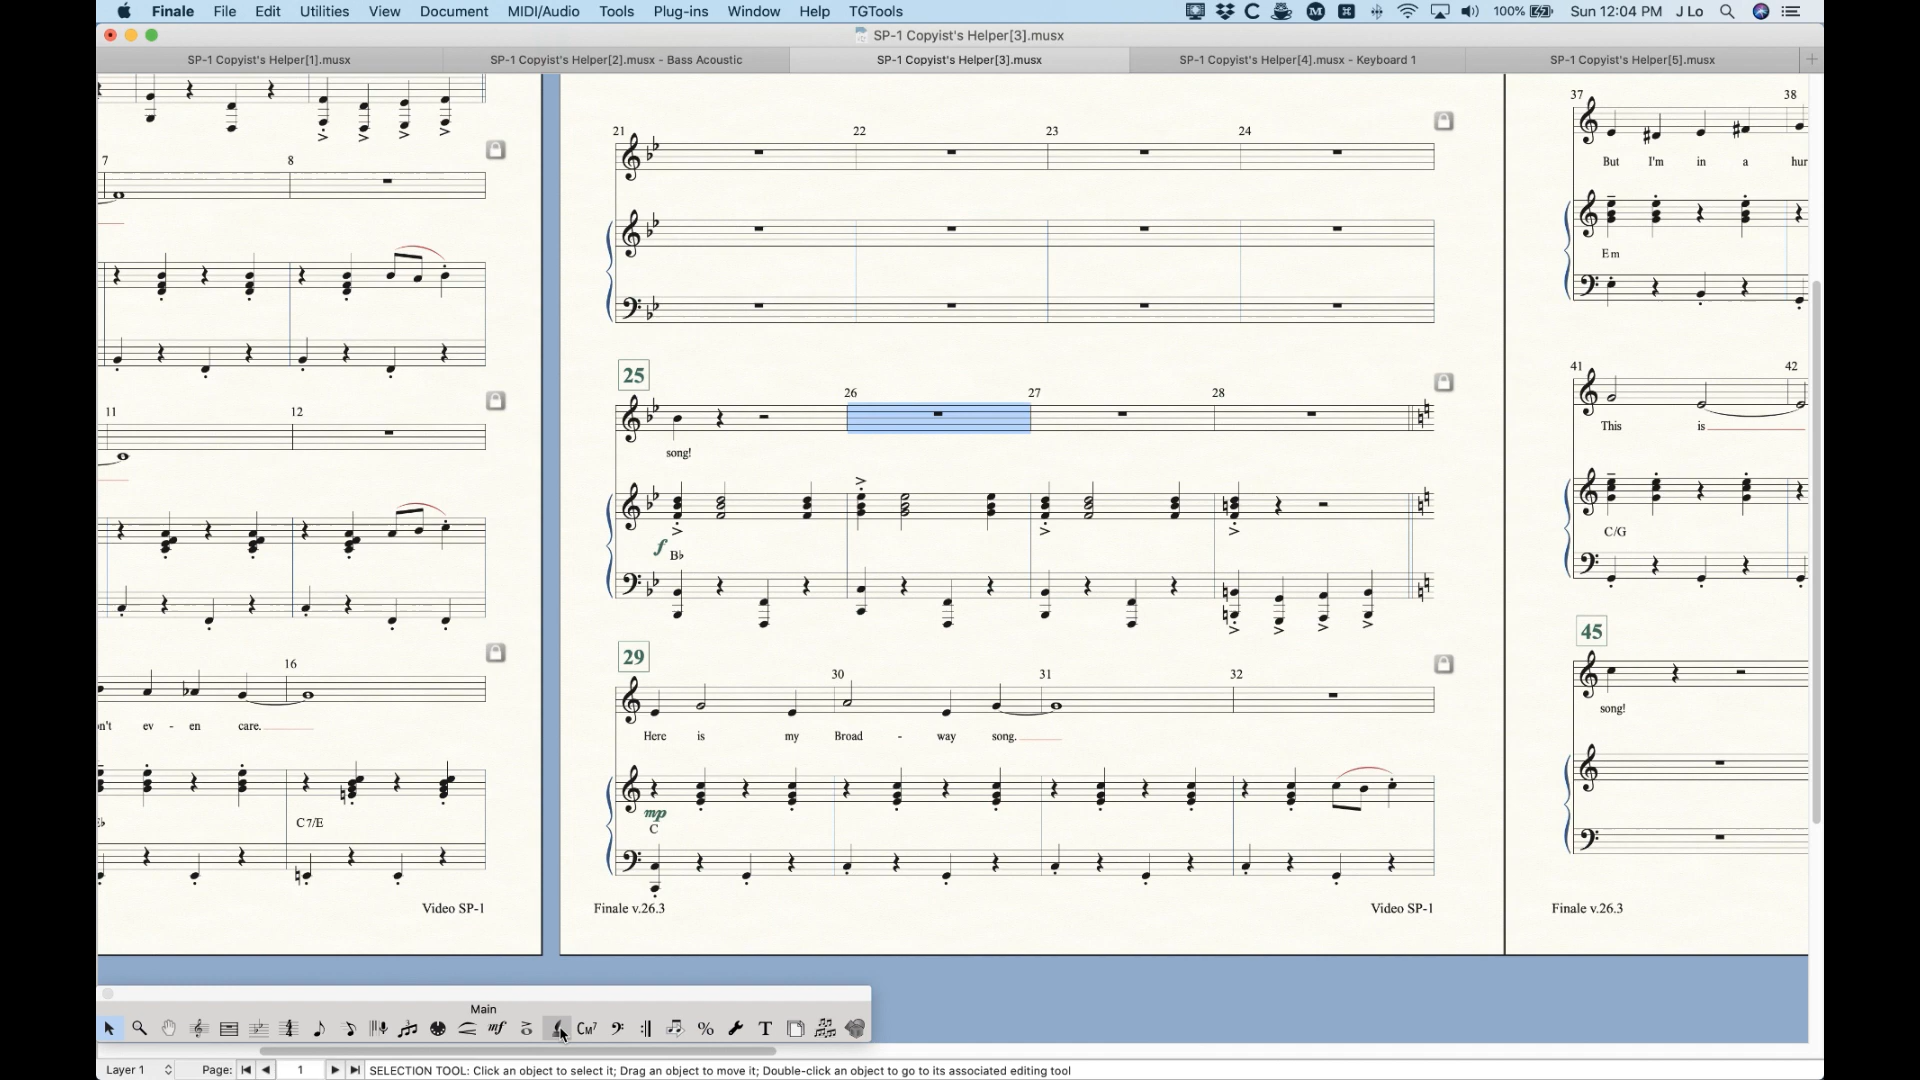 Finale File Edit Utilities View Document MIDI/Audio Tools Plug-ins Window Help TGTools 100% Sun 12:04 PM J Lo
SP-1 Copyist's Helper[3].musx
SP-1 Copyist's Helper[1].musx SP-1 Copyist's Helper[2].musx - Bass Acoustic SP-1 Copyist's Helper[3].musx SP-1 Copyist's Helper[4].musx - Keyboard 1 SP-1 Copyist's Helper[5].musx
7 8
11 12
16
n't ev - en care.
C7/E
Video SP-1
21 22 23 24
25 26 27 28
song!
f
B♭
29 30 31 32
Here is my Broad - way song.
mp
C
Finale v.26.3 Video SP-1
37 38
But I'm in a hur
Em
41 42
This is
C/G
45
song!
Finale v.26.3
Main
mf CM7 % T
Layer 1 Page: 1 SELECTION TOOL: Click an object to select it; Drag an object to move it; Double-click an object to go to its associated editing tool